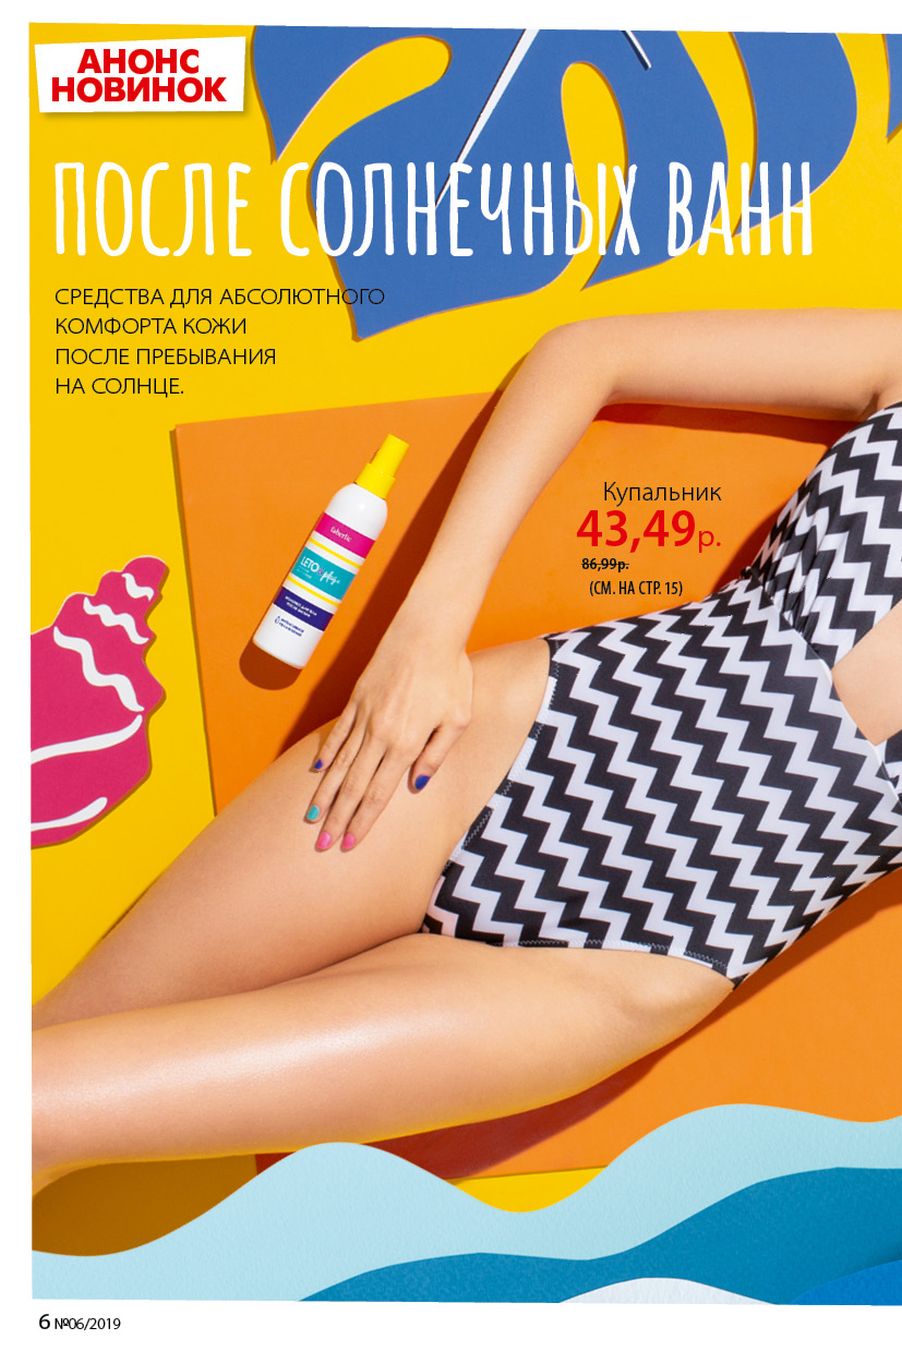 АНОНС
НОВИНОК
ПОСЛЕ СОЛНЕЧНЫХ ВАНН
СРЕДСТВА ДЛЯ АБСОЛЮТНОГО
КОМФОРТА КОЖИ
ПОСЛЕ ПРЕБЫВАНИЯ
НА СОЛНЦЕ.
faberlic
Купальник
43,49р.
86,99р.
(СМ. НА СТР. 15)
6 №06/2019